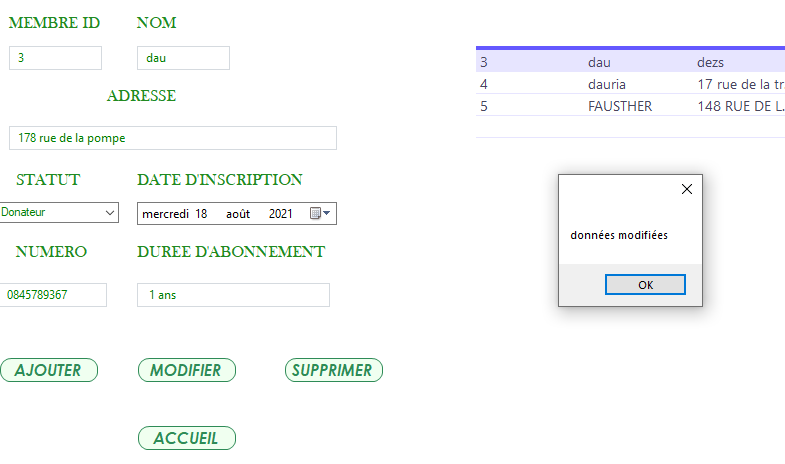 MEMBRE ID NOM
3 dau
ADRESSE
178 rue de la pompe
STATUT DATE D'INSCRIPTION
Donateur mercredi 18 août 2021
NUMERO DUREE D'ABONNEMENT
0845789367 1 ans
AJOUTER MODIFIER SUPPRIMER
ACCUEIL
3 dau dezs
4 dauria 17 rue de la tr...
5 FAUSTHER 148 RUE DE L...
données modifiées
OK